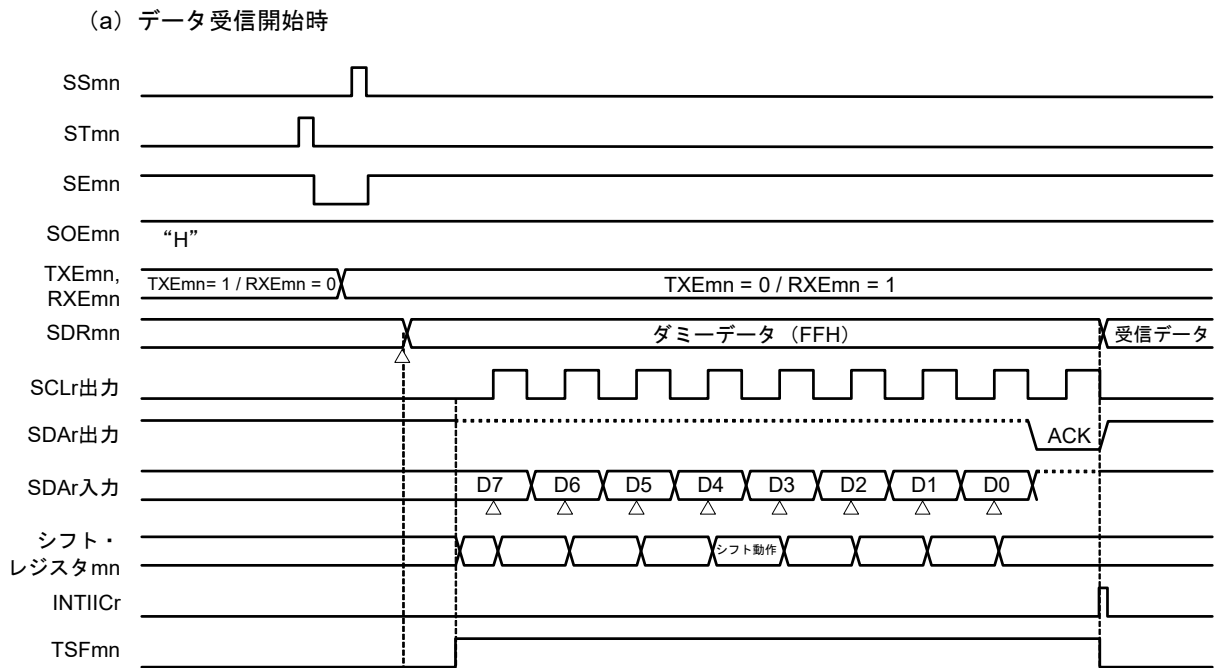 （a）データ受信開始時
SSmn
STmn
SEmn
SOEmn “H”
TXEmn,
RXEmn
TXEmn= 1 / RXEmn = 0 TXEmn = 0 / RXEmn = 1
SDRmn ダミーデータ（FFH） 受信データ
SCLr出力
SDAr出力 ACK
SDAr入力 D7 D6 D5 D4 D3 D2 D1 D0
シフト・
レジスタmn
シフト動作
INTIICr
TSFmn